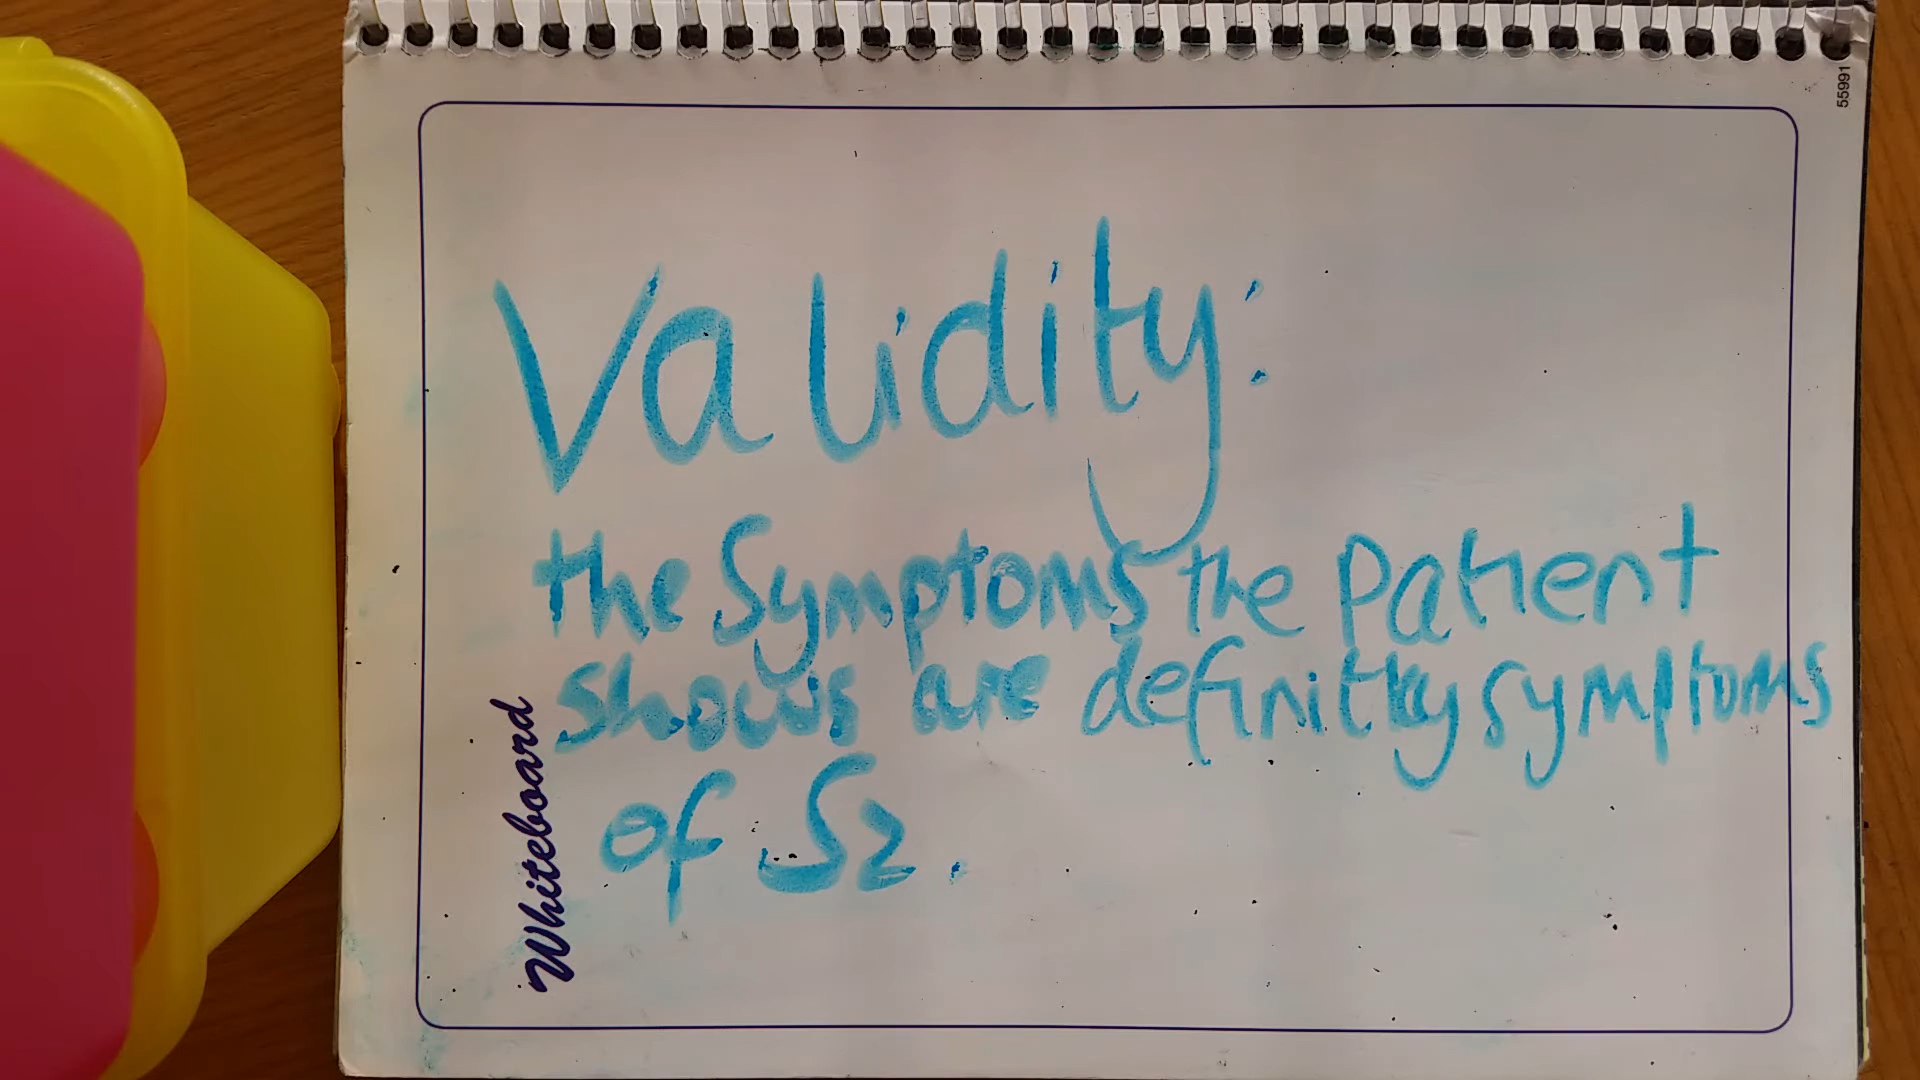 Validity:
the Symptoms the patient
shows are definitly symptoms
of Sz.
Whiteboard
55991